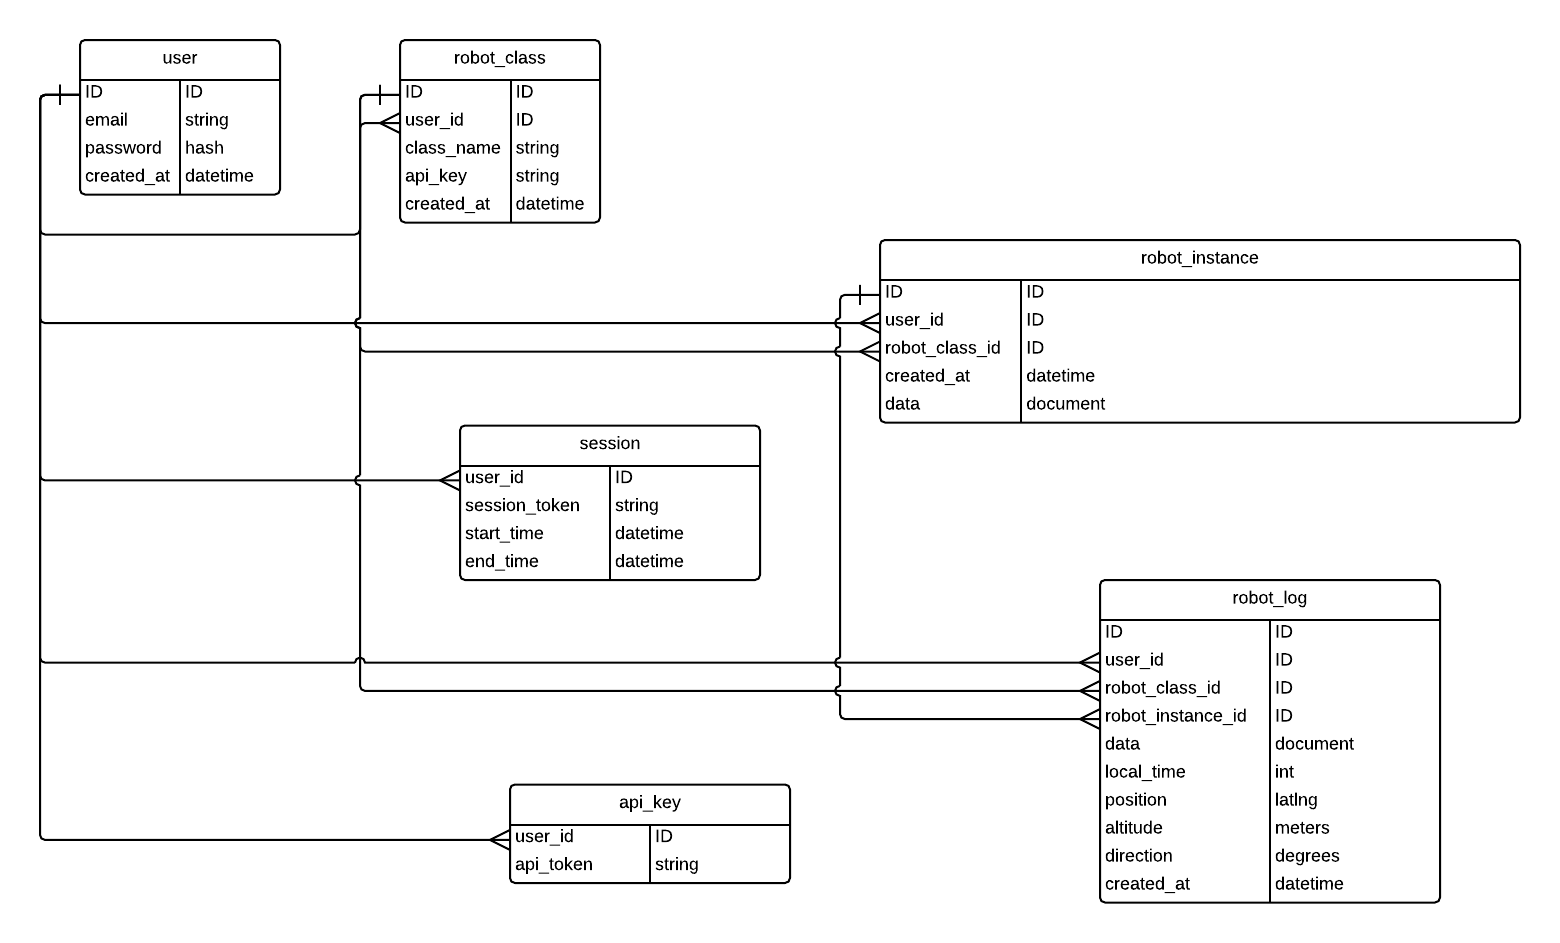 user
ID ID
email string
password hash
created_at datetime
robot_class
ID ID
user_id ID
class_name string
api_key string
created_at datetime
robot_instance
ID ID
user_id ID
robot_class_id ID
created_at datetime
data document
session
user_id ID
session_token string
start_time datetime
end_time datetime
robot_log
ID ID
user_id ID
robot_class_id ID
robot_instance_id ID
data document
local_time int
position latlng
altitude meters
direction degrees
created_at datetime
api_key
user_id ID
api_token string